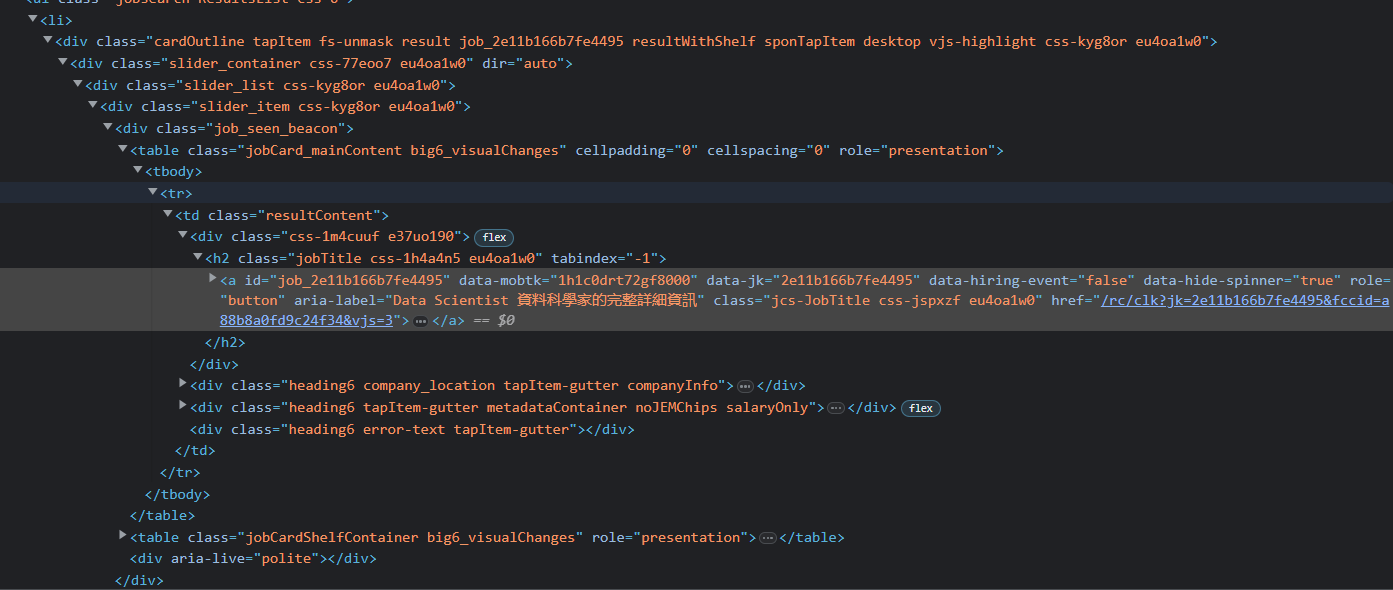 <ul class="jobsearch-ResultsList css-0">
<li>
<div class="cardOutline tapItem fs-unmask result job_2e11b166b7fe4495 resultWithShelf sponTapItem desktop vjs-highlight css-kyg8or eu4oa1w0">
<div class="slider_container css-77eoo7 eu4oa1w0" dir="auto">
<div class="slider_list css-kyg8or eu4oa1w0">
<div class="slider_item css-kyg8or eu4oa1w0">
<div class="job_seen_beacon">
<table class="jobCard_mainContent big6_visualChanges" cellpadding="0" cellspacing="0" role="presentation">
<tbody>
<tr>
<td class="resultContent">
<div class="css-1m4cuuf e37uo190"> flex
<h2 class="jobTitle css-1h4a4n5 eu4oa1w0" tabindex="-1">
<a id="job_2e11b166b7fe4495" data-mobtk="1h1c0drt72gf8000" data-jk="2e11b166b7fe4495" data-hiring-event="false" data-hide-spinner="true" role=
"button" aria-label="Data Scientist 資料科學家的完整詳細資訊" class="jcs-JobTitle css-jspxzf eu4oa1w0" href="/rc/clk?jk=2e11b166b7fe4495&fccid=a
88b8a0fd9c24f34&vjs=3"> … </a> == $0
</h2>
</div>
<div class="heading6 company_location tapItem-gutter companyInfo"> … </div>
<div class="heading6 tapItem-gutter metadataContainer noJEMChips salaryOnly"> … </div> flex
<div class="heading6 error-text tapItem-gutter"></div>
</td>
</tr>
</tbody>
</table>
<table class="jobCardShelfContainer big6_visualChanges" role="presentation"> … </table>
<div aria-live="polite"></div>
</div>